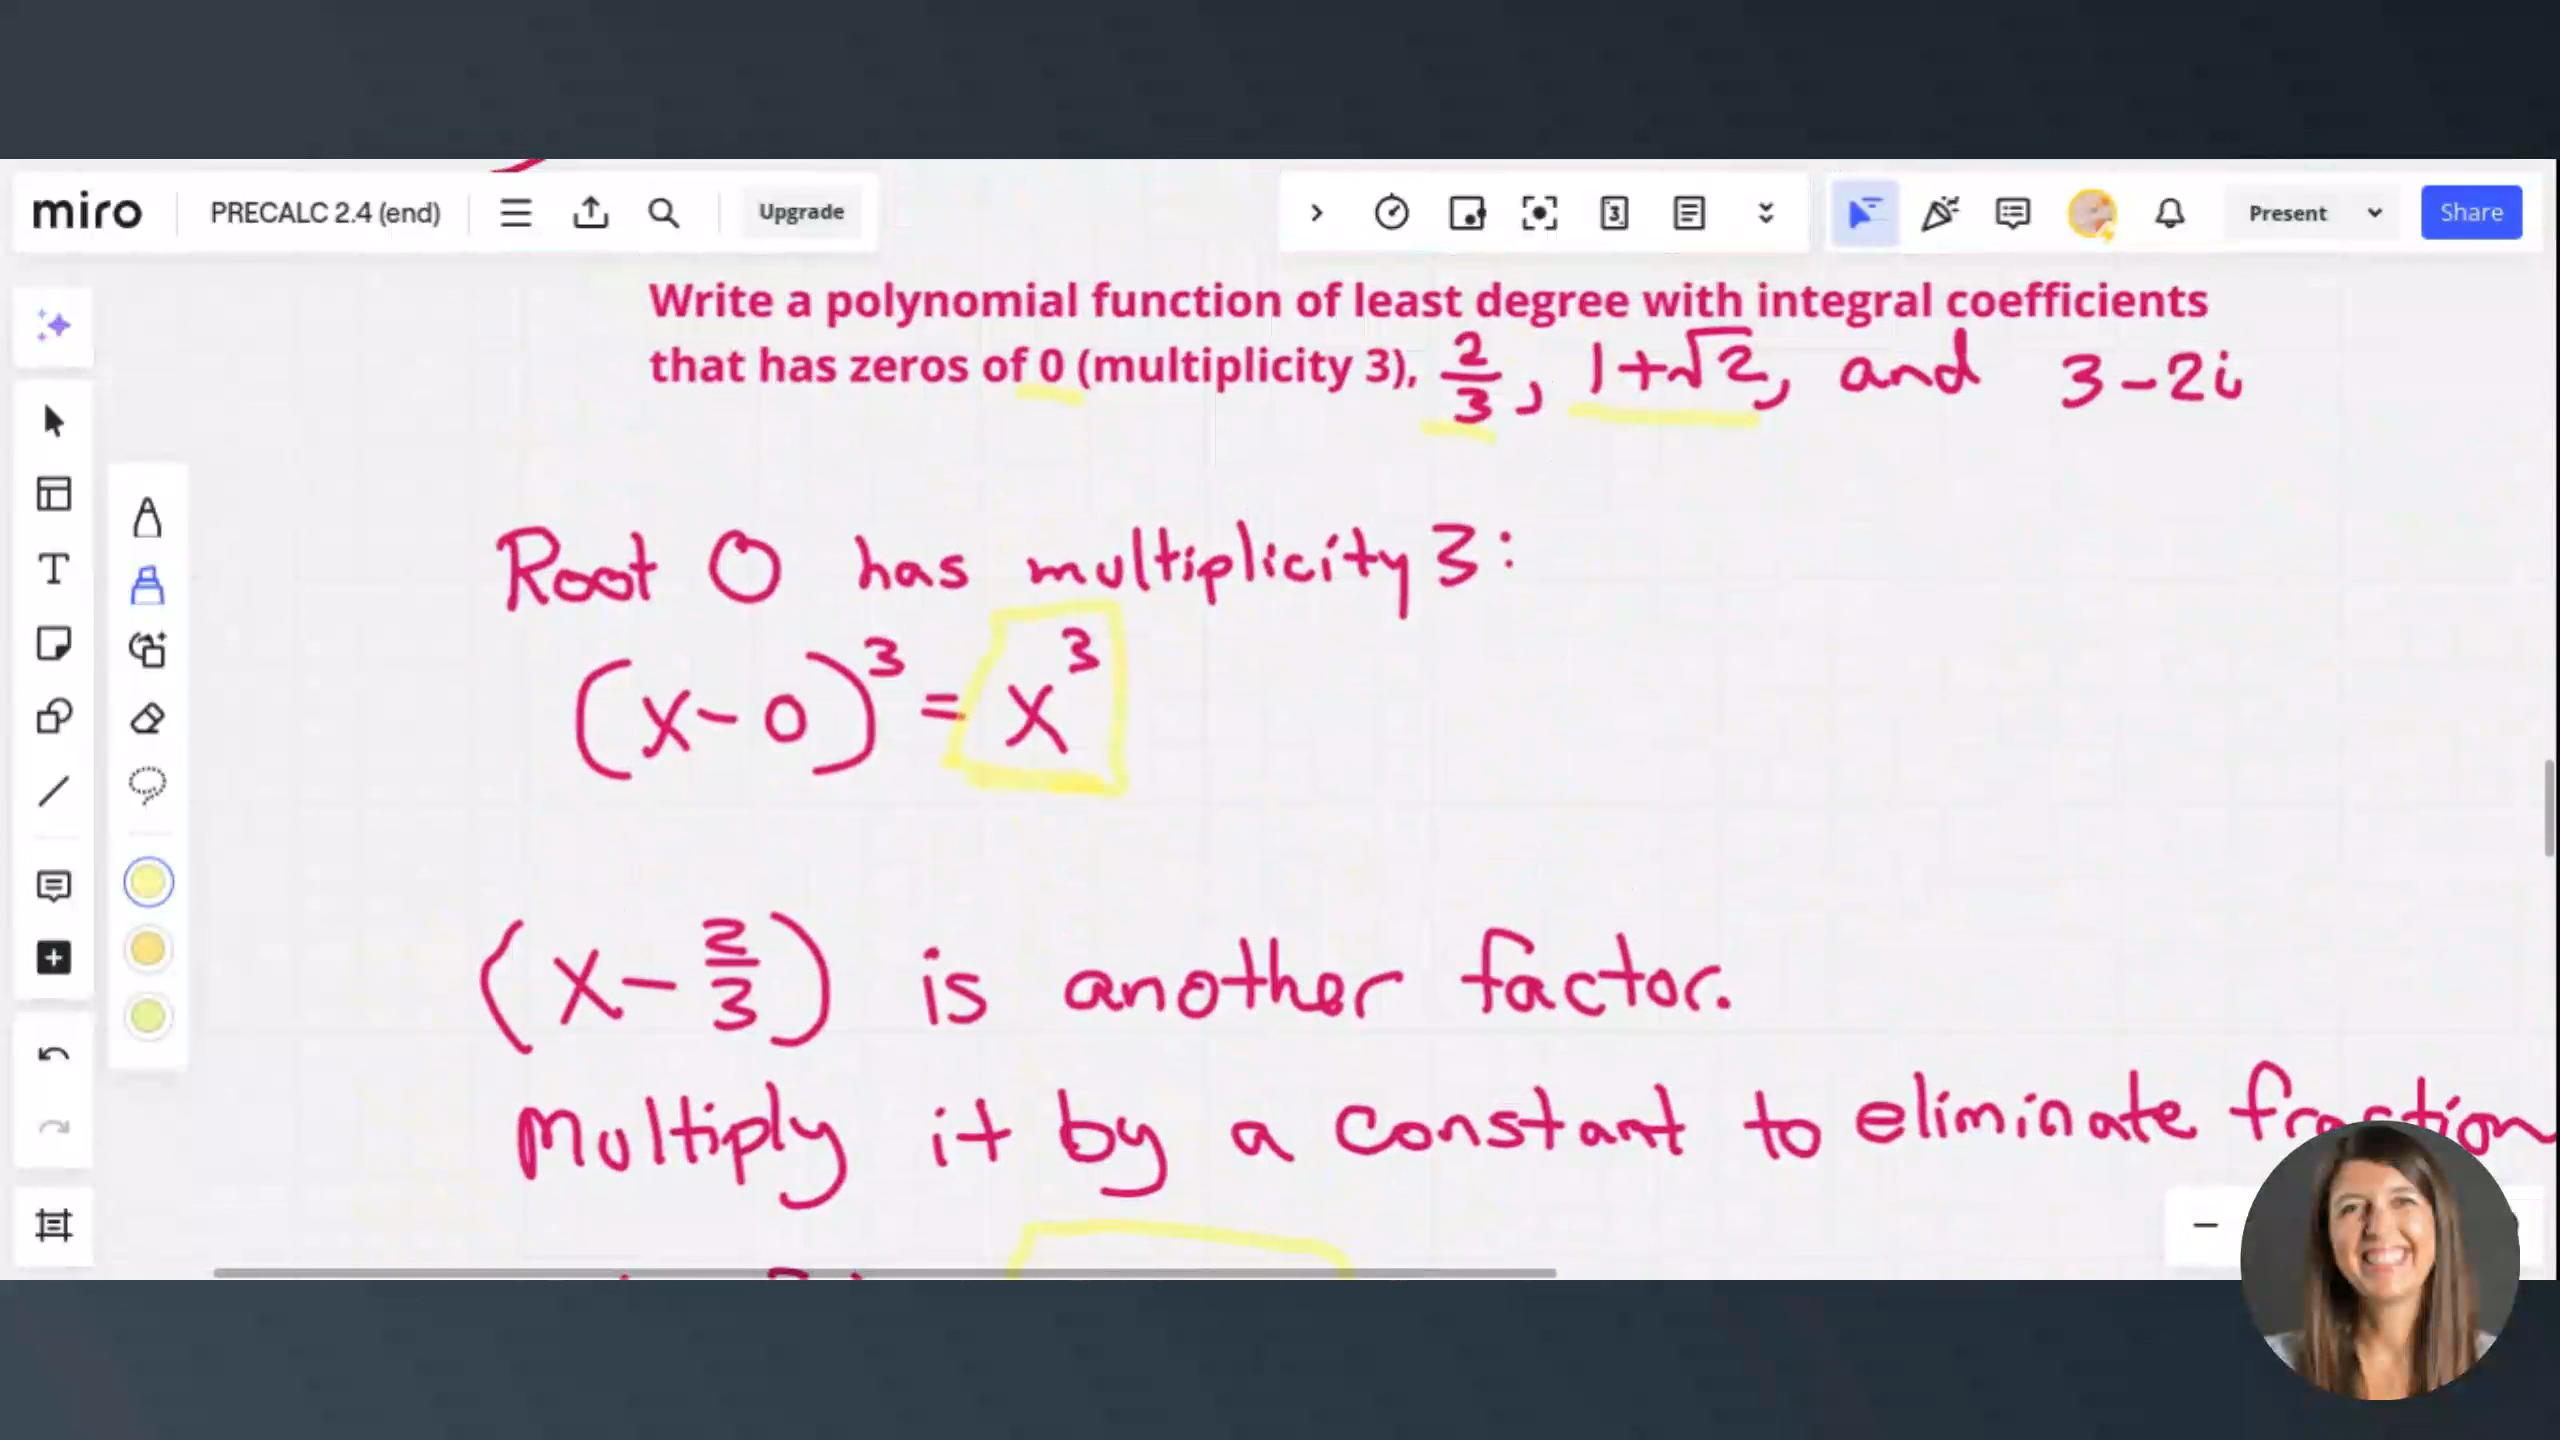 miro
PRECALC 2.4 (end)
Upgrade
3
Present
Share
Write a polynomial function of least degree with integral coefficients
that has zeros of 0 (multiplicity 3), 2/3, 1+√2, and 3-2i
Root 0 has multiplicity 3:
(x-0)³ = x³
(x - 2/3) is another factor.
Multiply it by a constant to eliminate fraction